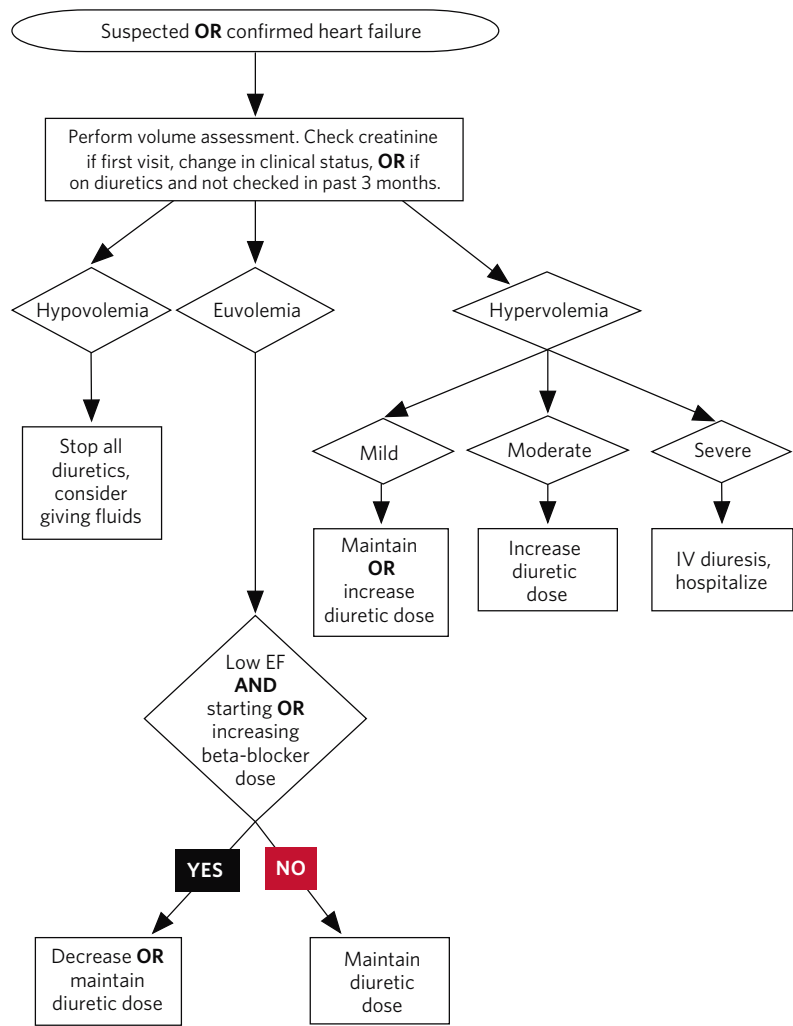 Suspected OR confirmed heart failure
Perform volume assessment. Check creatinine
if first visit, change in clinical status, OR if
on diuretics and not checked in past 3 months.
Hypovolemia
Euvolemia
Hypervolemia
Stop all
diuretics,
consider
giving fluids
Mild
Moderate
Severe
Maintain
OR
increase
diuretic dose
Increase
diuretic
dose
IV diuresis,
hospitalize
Low EF
AND
starting OR
increasing
beta-blocker
dose
YES
NO
Decrease OR
maintain
diuretic dose
Maintain
diuretic
dose